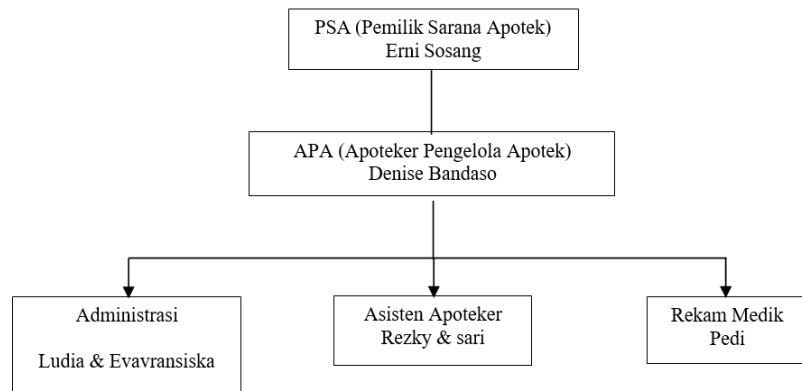 PSA (Pemilik Sarana Apotek)
Erni Sosang
APA (Apoteker Pengelola Apotek)
Denise Bandaso
Administrasi
Ludia & Evavransiska
Asisten Apoteker
Rezky & sari
Rekam Medik
Pedi